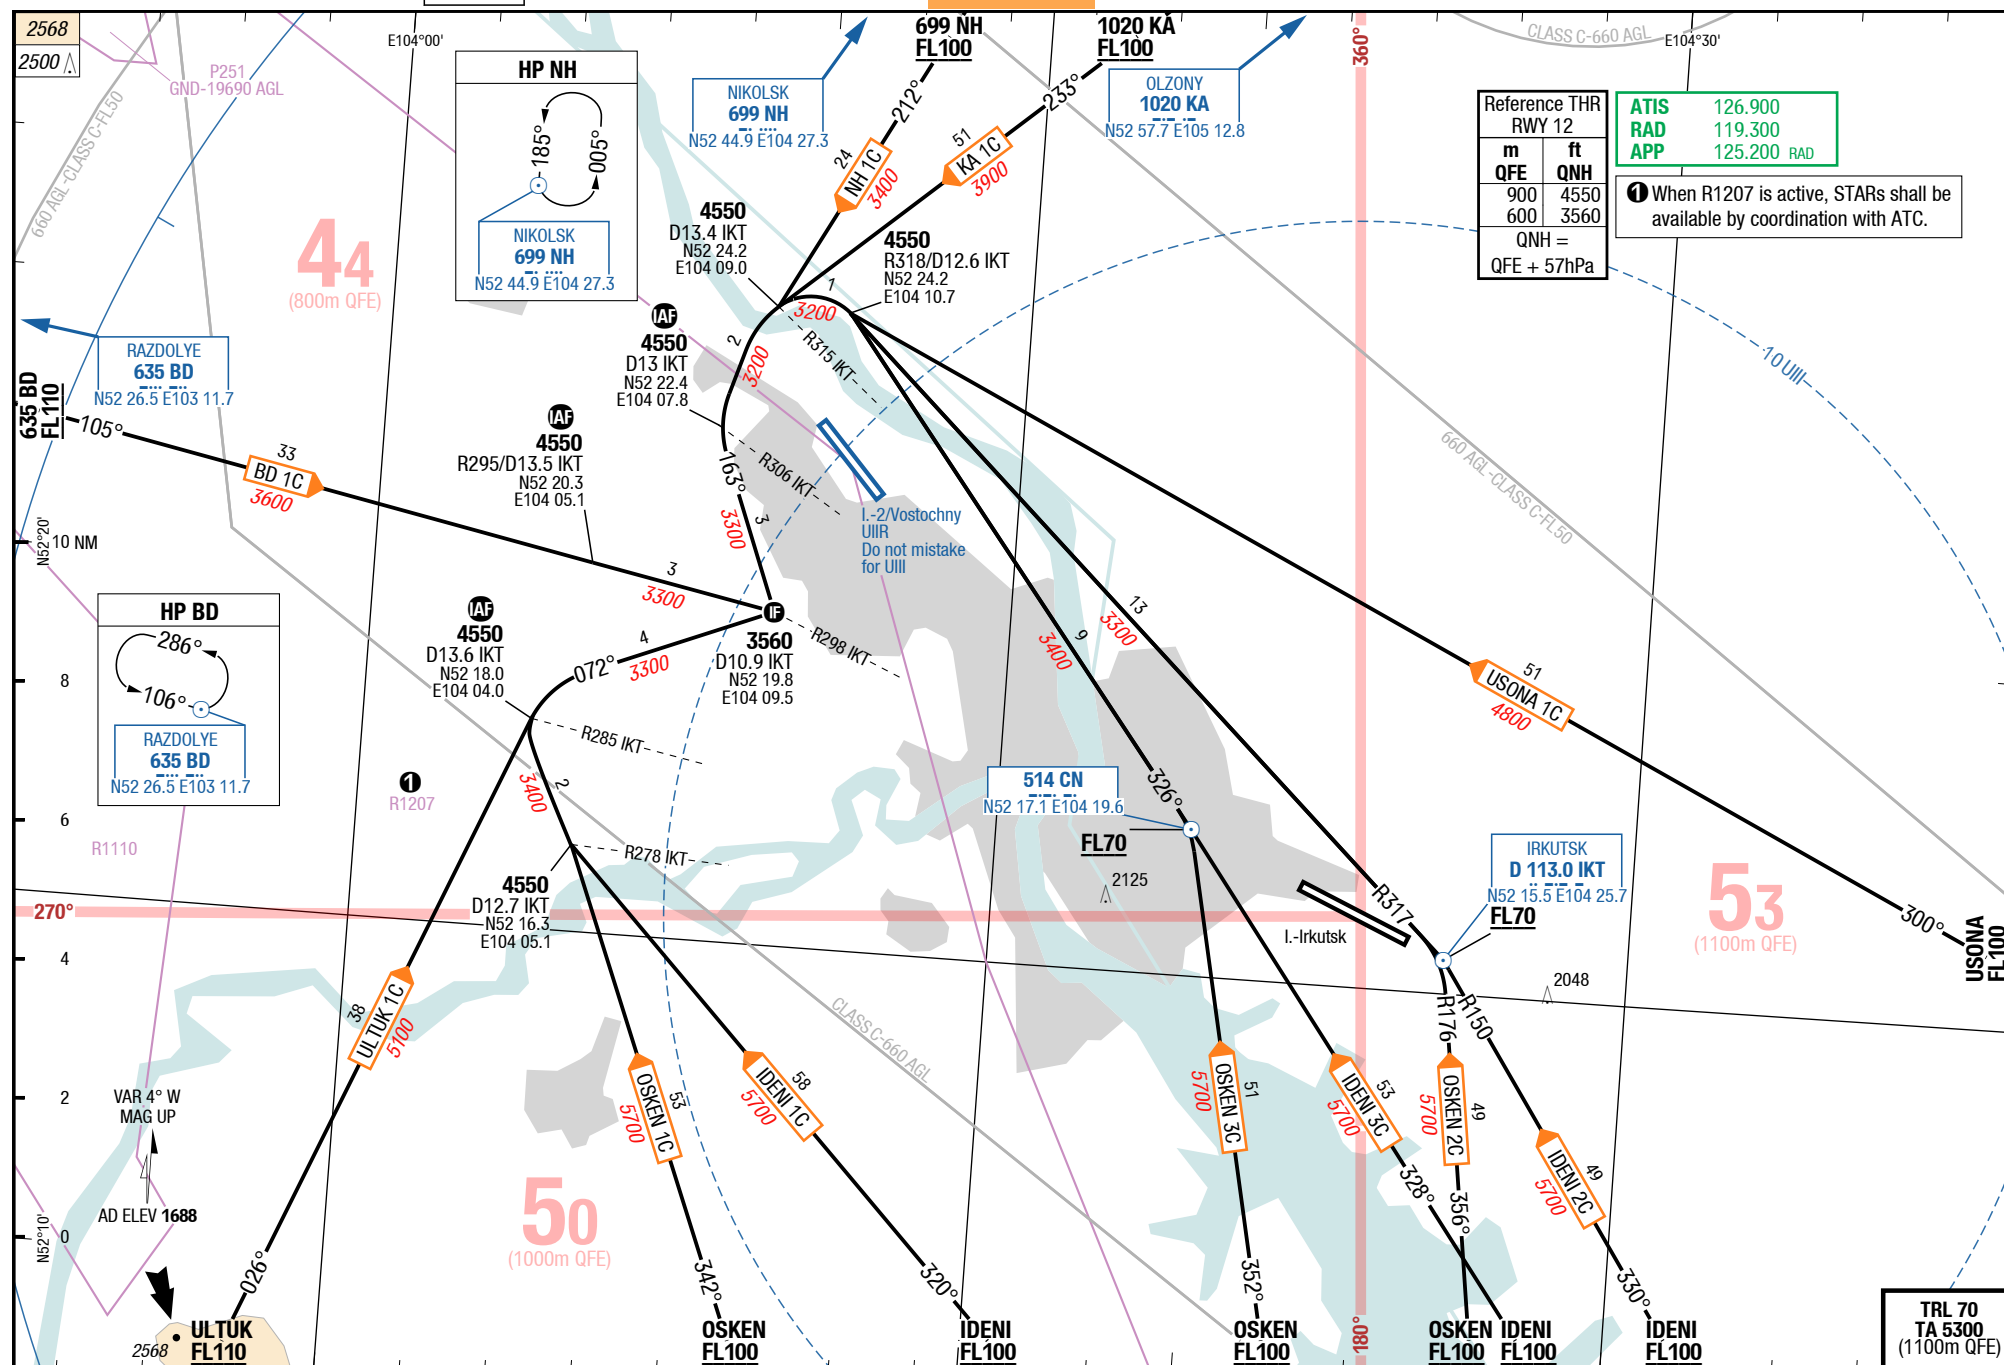 2568
2500
E104°00'
P251
GND-19690 AGL
660 AGL-CLASS C-FL50
HP NH
185°
005°
NIKOLSK
699 NH
N52 44.9 E104 27.3
NIKOLSK
699 NH
N52 44.9 E104 27.3
699 NH
FL100
1020 KA
FL100
212°
233°
OLZONY
1020 KA
N52 57.7 E105 12.8
360°
CLASS C-660 AGL
E104°30'
Reference THR
RWY 12
m ft
QFE QNH
900 4550
600 3560
QNH =
QFE + 57hPa
ATIS 126.900
RAD 119.300
APP 125.200 RAD
1 When R1207 is active, STARs shall be
available by coordination with ATC.
24
NH 1C
3400
51
KA 1C
3900
44
(800m QFE)
4550
D13.4 IKT
N52 24.2
E104 09.0
4550
R318/D12.6 IKT
N52 24.2
E104 10.7
1
3200
2
3200
R315 IKT
IAF
4550
D13 IKT
N52 22.4
E104 07.8
RAZDOLYE
635 BD
N52 26.5 E103 11.7
635 BD
FL110
105°
33
BD 1C
3600
IAF
4550
R295/D13.5 IKT
N52 20.3
E104 05.1
R306 IKT
163°
3
3300
I.-2/Vostochny
UIIR
Do not mistake
for UIII
10 UIII
660 AGL-CLASS C-FL50
N52°20'
10 NM
3
3300
IF
3560
D10.9 IKT
N52 19.8
E104 09.5
R298 IKT
HP BD
286°
106°
RAZDOLYE
635 BD
N52 26.5 E103 11.7
IAF
4550
D13.6 IKT
N52 18.0
E104 04.0
4
3300
072°
R285 IKT
13
3300
9
3400
51
USONA 1C
4800
8
1
R1207
2
3400
326°
514 CN
N52 17.1 E104 19.6
FL70
6
R1110
R278 IKT
2125
IRKUTSK
D 113.0 IKT
N52 15.5 E104 25.7
FL70
53
(1100m QFE)
4550
D12.7 IKT
N52 16.3
E104 05.1
270°
R317
I.-Irkutsk
300°
USONA
FL100
4
2048
38
ULTUK 1C
5100
CLASS C-660 AGL
R176
R150
2
VAR 4° W
MAG UP
AD ELEV 1688
53
OSKEN 1C
5700
58
IDENI 1C
5700
51
OSKEN 3C
5700
53
IDENI 3C
5700
49
OSKEN 2C
5700
49
IDENI 2C
5700
50
(1000m QFE)
N52°10'
0
026°
342°
320°
352°
328°
356°
330°
180°
2568
ULTUK
FL110
OSKEN
FL100
IDENI
FL100
OSKEN
FL100
OSKEN
FL100
IDENI
FL100
IDENI
FL100
TRL 70
TA 5300
(1100m QFE)